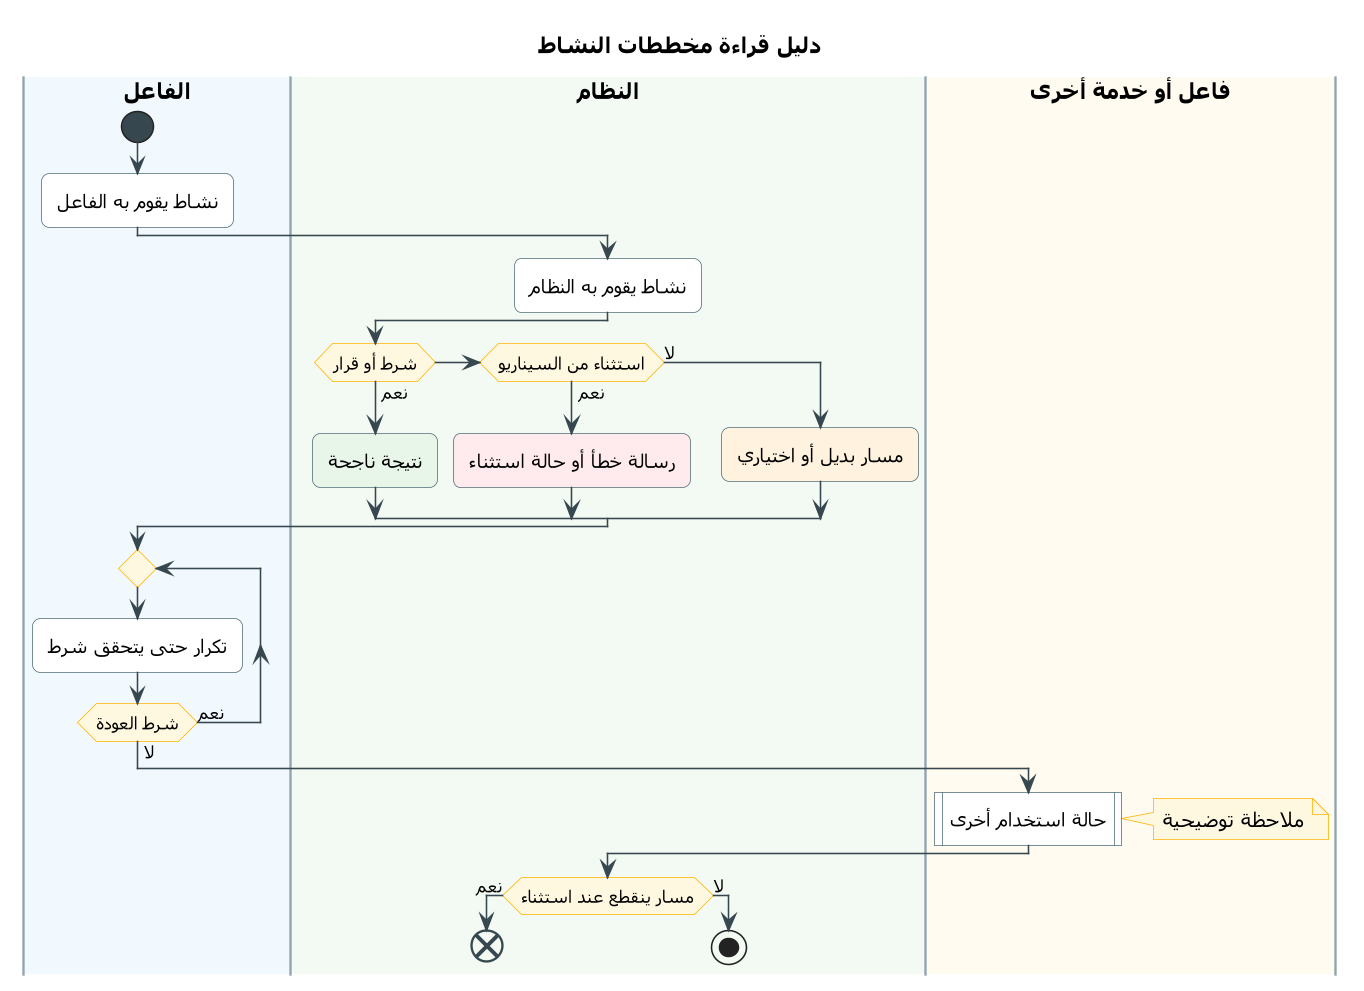 دليل قراءة مخططات النشاط
الفاعل
النظام
فاعل أو خدمة أخرى
نشاط يقوم به الفاعل
نشاط يقوم به النظام
شرط أو قرار
استثناء من السيناريو
لا
نعم
نعم
نتيجة ناجحة
رسالة خطأ أو حالة استثناء
مسار بديل أو اختياري
تكرار حتى يتحقق شرط
شرط العودة
نعم
لا
حالة استخدام أخرى
ملاحظة توضيحية
مسار ينقطع عند استثناء
نعم
لا